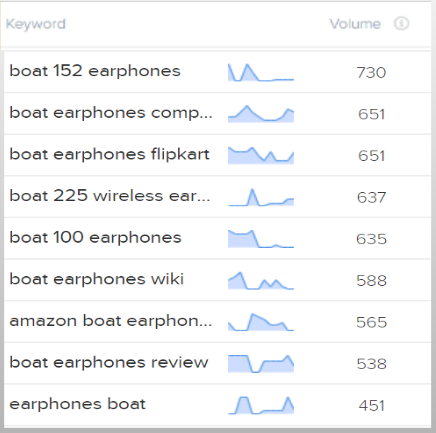 Keyword Volume
boat 152 earphones 730
boat earphones comp... 651
boat earphones flipkart 651
boat 225 wireless ear... 637
boat 100 earphones 635
boat earphones wiki 588
amazon boat earphon... 565
boat earphones review 538
earphones boat 451